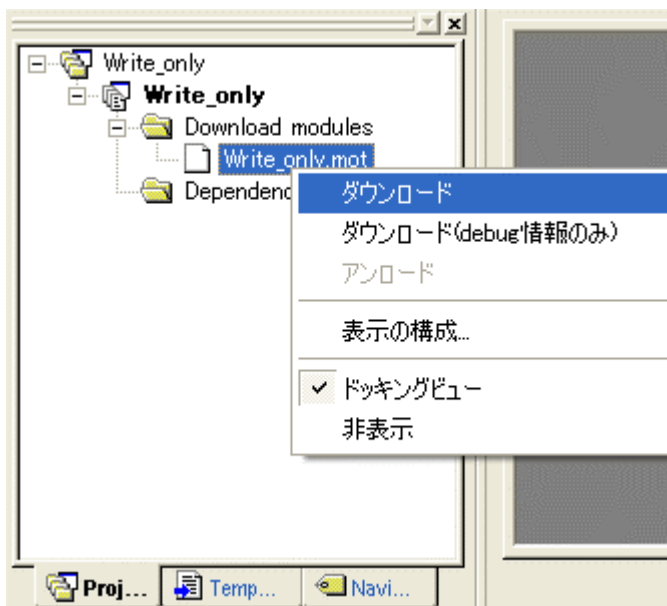 Write_only
Write_only
Download modules
Write_only.mot
Dependenc
ダウンロード
ダウンロード(debug情報のみ)
アンロード
表示の構成...
ドッキングビュー
非表示
Proj...
Temp...
Navi...